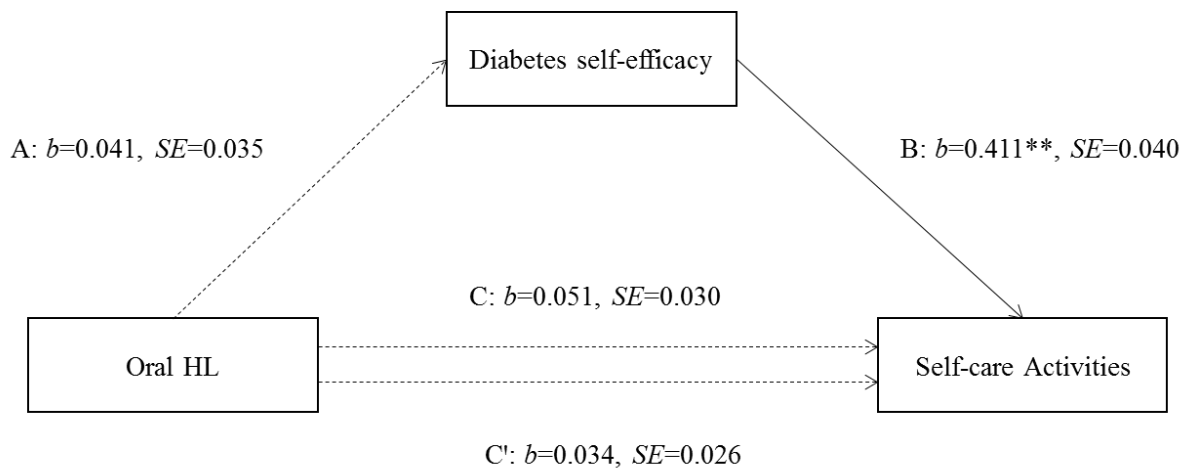 Diabetes self-efficacy
A: b=0.041, SE=0.035
B: b=0.411**, SE=0.040
C: b=0.051, SE=0.030
Oral HL
Self-care Activities
C': b=0.034, SE=0.026